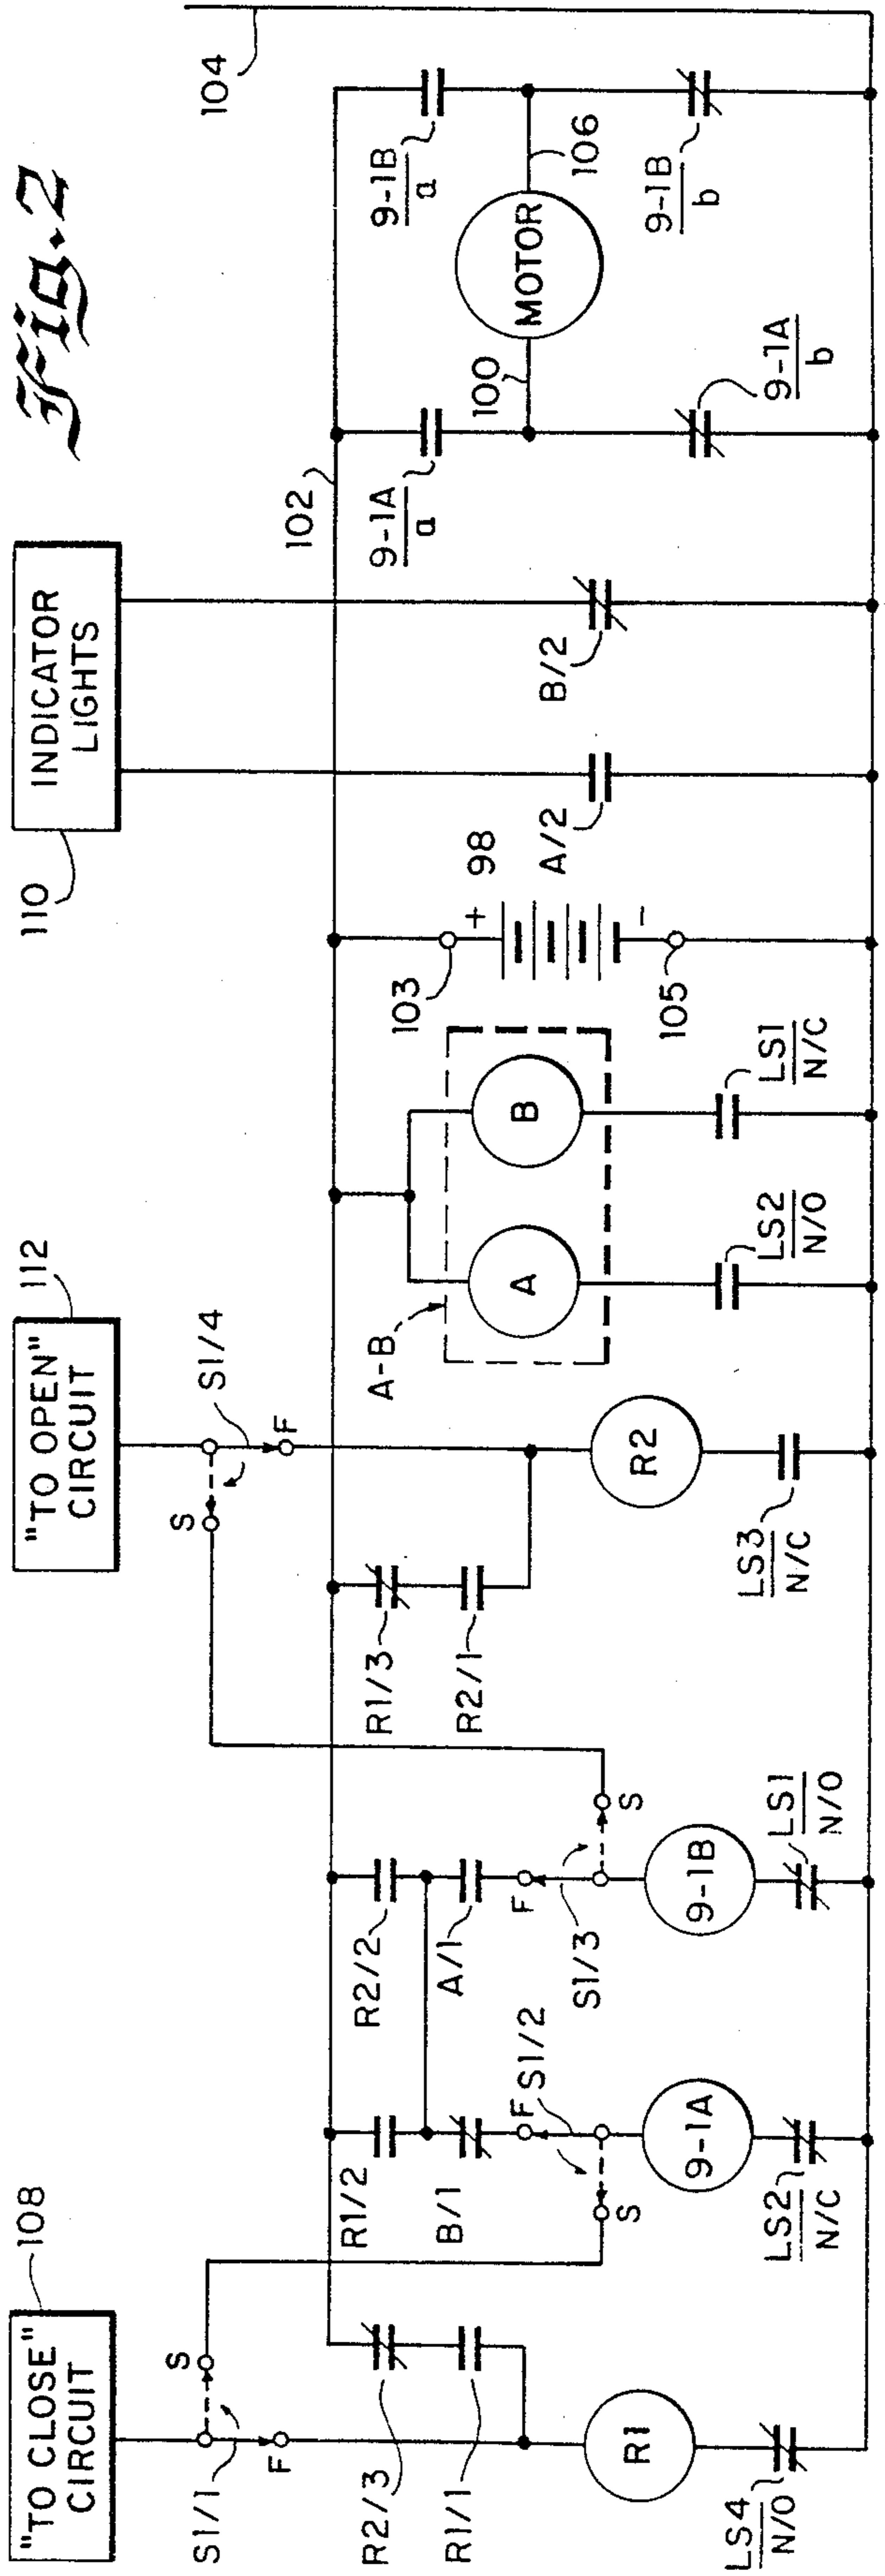 Fig. 2
"TO CLOSE"
CIRCUIT
108
"TO OPEN"
CIRCUIT
112
INDICATOR
LIGHTS
110
104
S1/1
S
F
S1/4
S
F
102
R2/3
R1/1
R1/2
B/1
R2/2
A/1
R1/3
R2/1
F
S1/2
S
F
S1/3
S
A-B
A
B
103
+
98
-
105
A/2
B/2
9-1A
a
100
MOTOR
106
9-1B
a
9-1A
b
9-1B
b
R1
9-1A
9-1B
R2
LS4
N/O
LS2
N/C
LS1
N/O
LS3
N/C
LS2
N/O
LS1
N/C